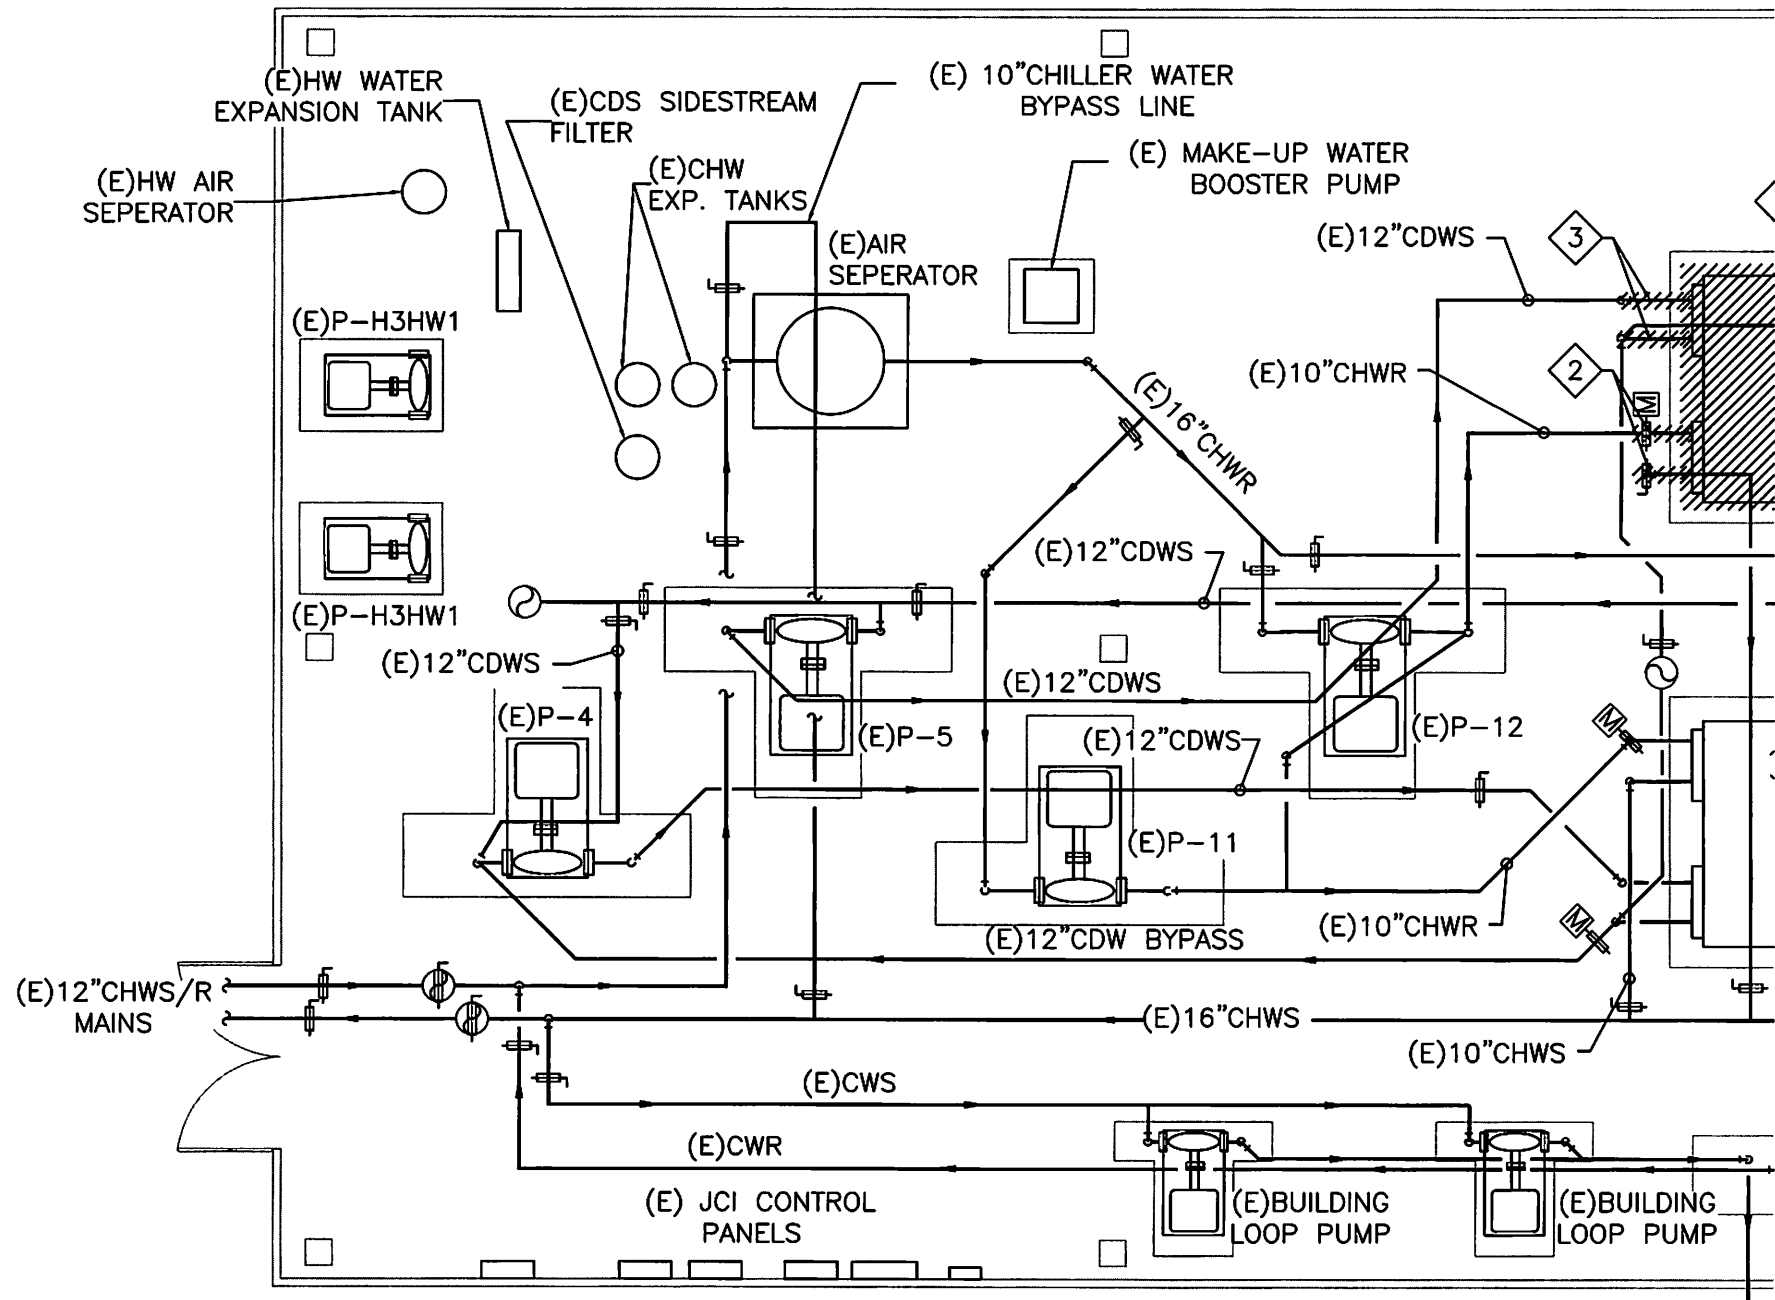 (E)HW WATER
EXPANSION TANK
(E)CDS SIDESTREAM
FILTER
(E) 10"CHILLER WATER
BYPASS LINE
(E)HW AIR
SEPERATOR
(E)CHW
EXP. TANKS
(E) MAKE-UP WATER
BOOSTER PUMP
(E)AIR
SEPERATOR
(E)12"CDWS
3
(E)P-H3HW1
(E)10"CHWR
2
M
(E)16"CHWR
(E)12"CDWS
(E)P-H3HW1
(E)12"CDWS
(E)12"CDWS
(E)P-4
(E)P-5
(E)12"CDWS
(E)P-12
M
(E)P-11
(E)12"CDW BYPASS
(E)10"CHWR
M
(E)12"CHWS/R
MAINS
(E)16"CHWS
(E)10"CHWS
(E)CWS
(E)CWR
(E) JCI CONTROL
PANELS
(E)BUILDING
LOOP PUMP
(E)BUILDING
LOOP PUMP